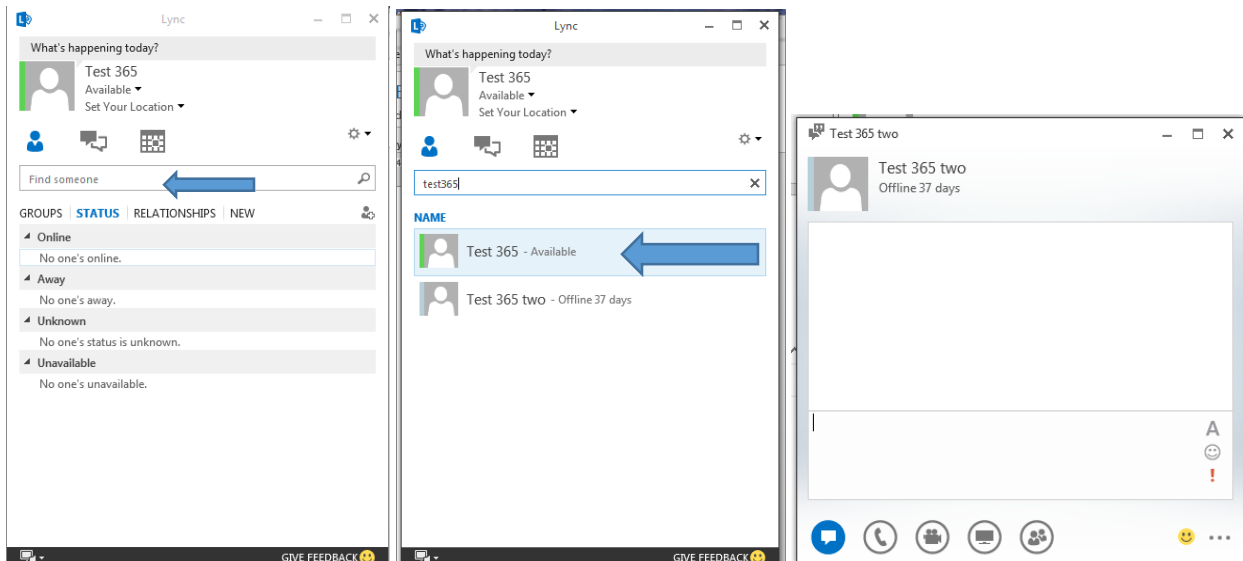 Lync
What's happening today?
Test 365
Available
Set Your Location
Find someone
GROUPS STATUS RELATIONSHIPS NEW
Online
No one's online.
Away
No one's away.
Unknown
No one's status is unknown.
Unavailable
No one's unavailable.
GIVE FEEDBACK
Lync
What's happening today?
Test 365
Available
Set Your Location
test365
NAME
Test 365 - Available
Test 365 two - Offline 37 days
GIVE FEEDBACK
Test 365 two
Test 365 two
Offline 37 days
A
!